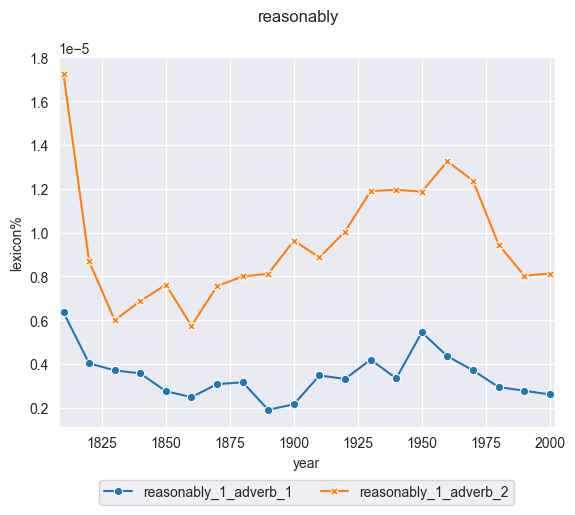 reasonably
1e−5
1.8
1.6
1.4
1.2
1.0
0.8
0.6
0.4
0.2
lexicon%
1825 1850 1875 1900 1925 1950 1975 2000
year
reasonably_1_adverb_1 reasonably_1_adverb_2